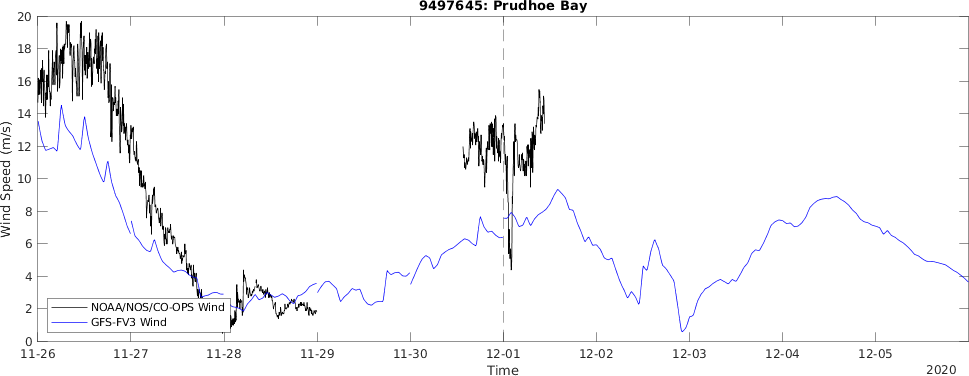 9497645: Prudhoe Bay
20
18
16
14
12
10
8
6
4
2
0
Wind Speed (m/s)
NOAA/NOS/CO-OPS Wind
GFS-FV3 Wind
11-26 11-27 11-28 11-29 11-30 12-01 12-02 12-03 12-04 12-05
Time
2020